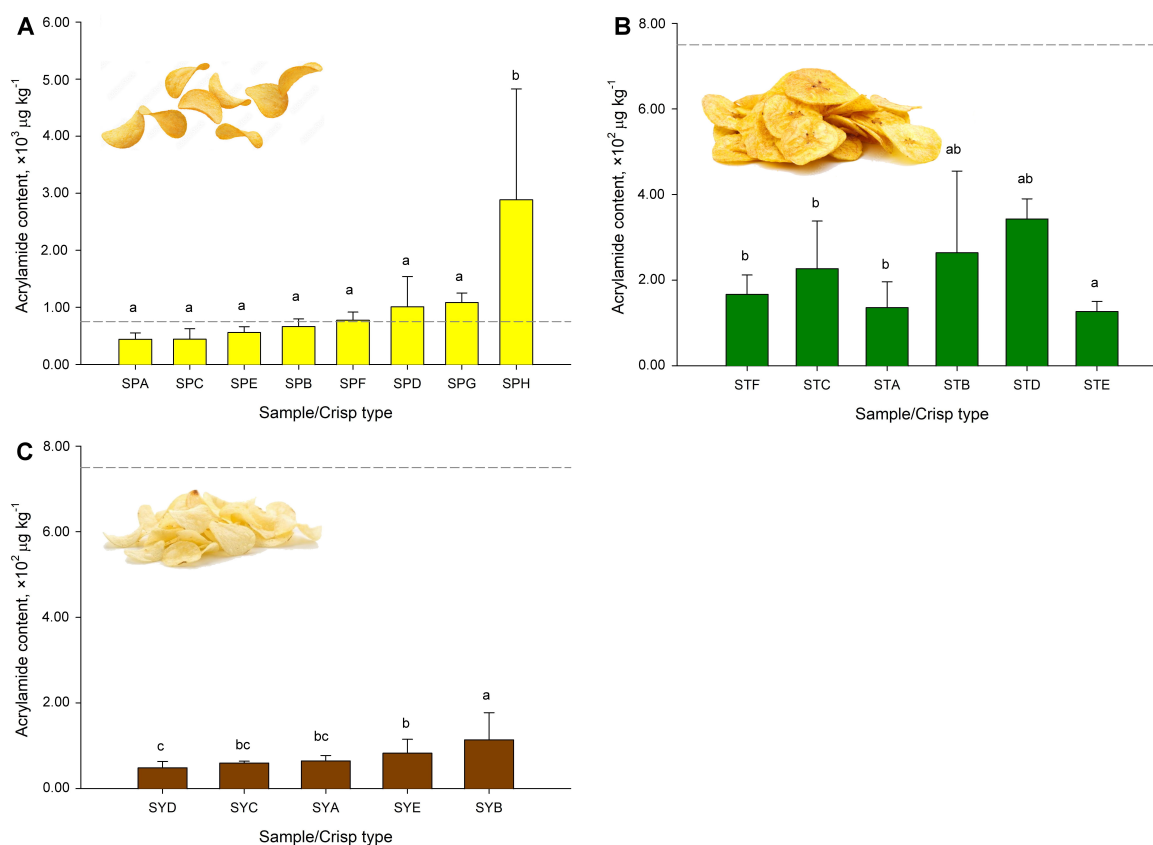 A
6.00
5.00
4.00
3.00
2.00
1.00
0.00
Acrylamide content, ×10³ μg kg⁻¹
a a a a a a a b
SPA SPC SPE SPB SPF SPD SPG SPH
Sample/Crisp type
B
8.00
6.00
4.00
2.00
0.00
Acrylamide content, ×10² μg kg⁻¹
b b b ab ab a
STF STC STA STB STD STE
Sample/Crisp type
C
8.00
6.00
4.00
2.00
0.00
Acrylamide content, ×10² μg kg⁻¹
c bc bc b a
SYD SYC SYA SYE SYB
Sample/Crisp type